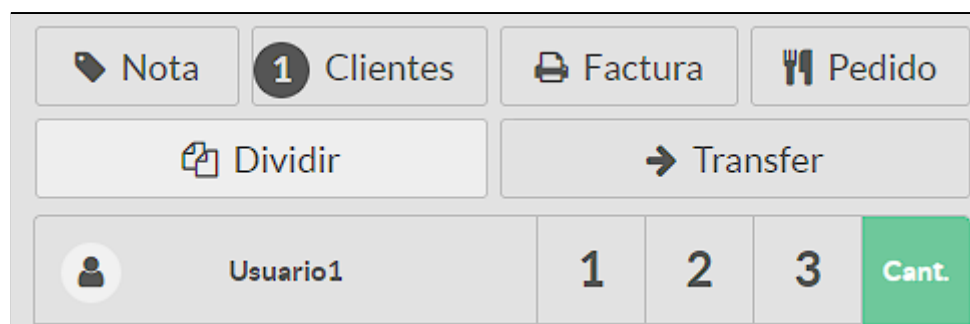 Nota 1 Clientes Factura Pedido
Dividir Transfer
Usuario1 1 2 3 Cant.